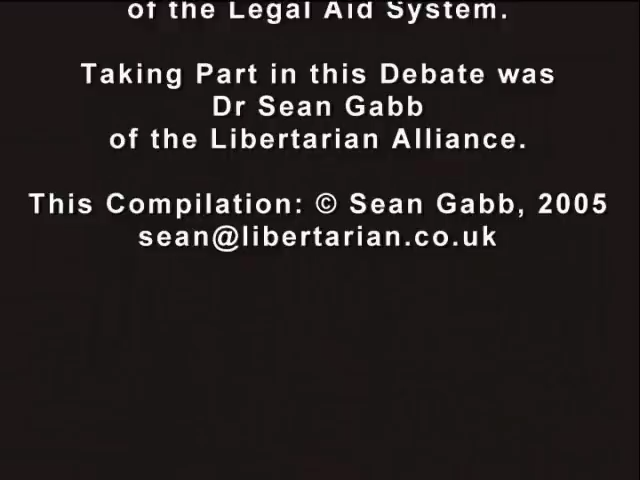 of the Legal Aid System.
Taking Part in this Debate was
Dr Sean Gabb
of the Libertarian Alliance.
This Compilation: © Sean Gabb, 2005
sean@libertarian.co.uk